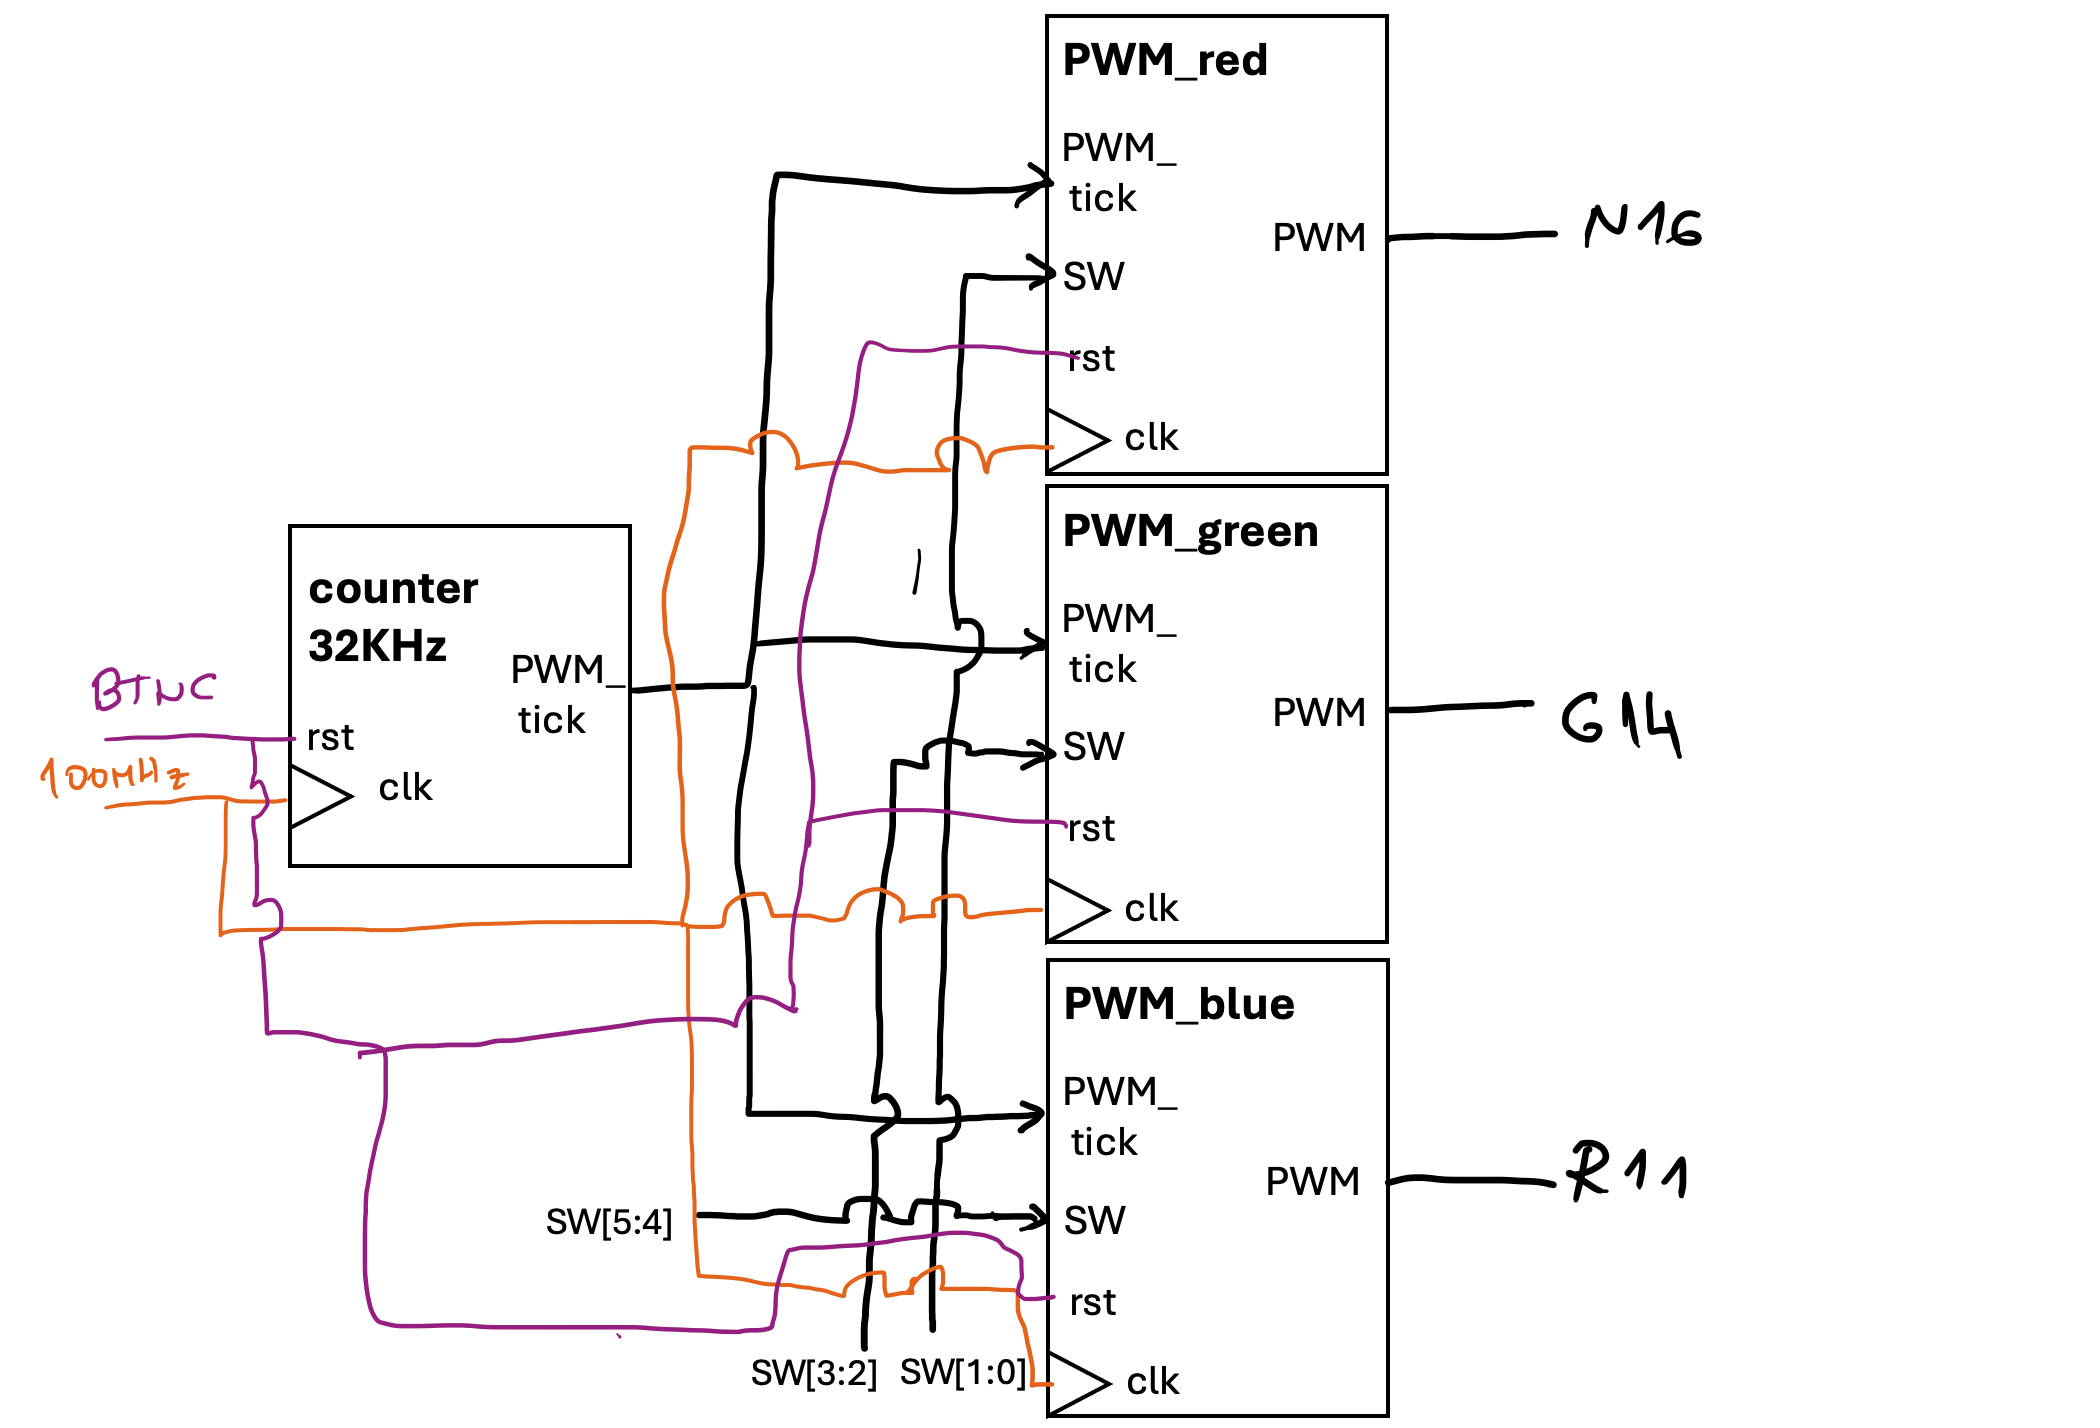 PWM_red
PWM_
tick
SW
rst
clk
PWM
N16
PWM_green
PWM_
tick
SW
rst
clk
PWM
G14
counter
32KHz
PWM_
tick
rst
clk
BTNC
100MHz
PWM_blue
PWM_
tick
SW
rst
clk
PWM
R11
SW[5:4]
SW[3:2]
SW[1:0]